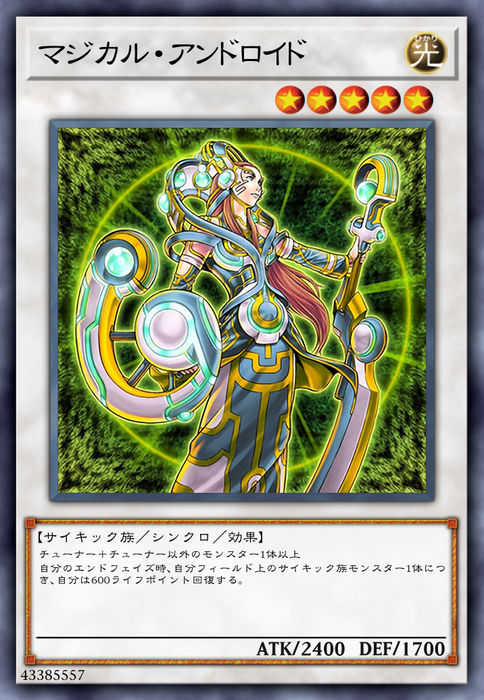 マジカル・アンドロイド
ひかり
光
【サイキック族／シンクロ／効果】
チューナー＋チューナー以外のモンスター1体以上
自分のエンドフェイズ時、自分フィールド上のサイキック族モンスター1体につ
き、自分は600ライフポイント回復する。
ATK/2400 DEF/1700
43385557